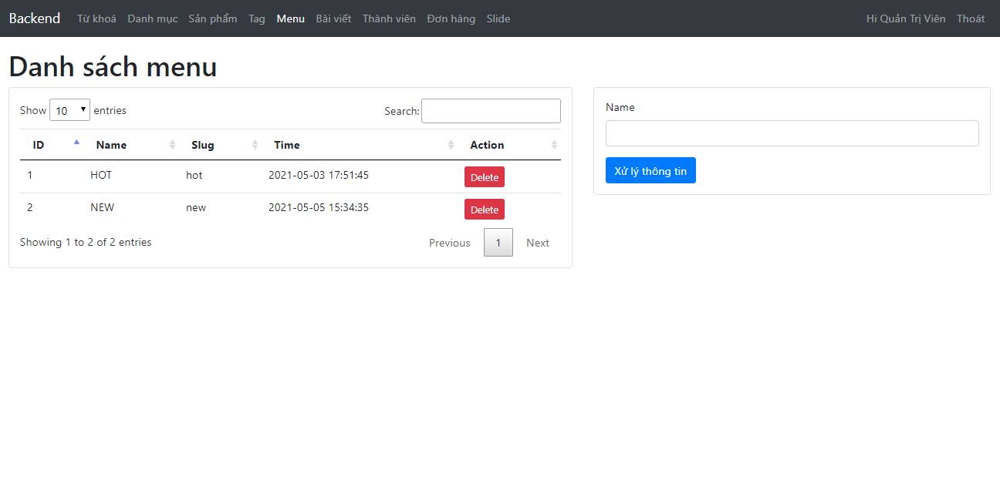 Backend Từ khoá Danh mục Sản phẩm Tag Menu Bài viết Thành viên Đơn hàng Slide Hi Quản Trị Viên Thoát
Danh sách menu
Show 10 entries Search:
ID Name Slug Time Action
1 HOT hot 2021-05-03 17:51:45 Delete
2 NEW new 2021-05-05 15:34:35 Delete
Showing 1 to 2 of 2 entries Previous 1 Next
Name
Xử lý thông tin